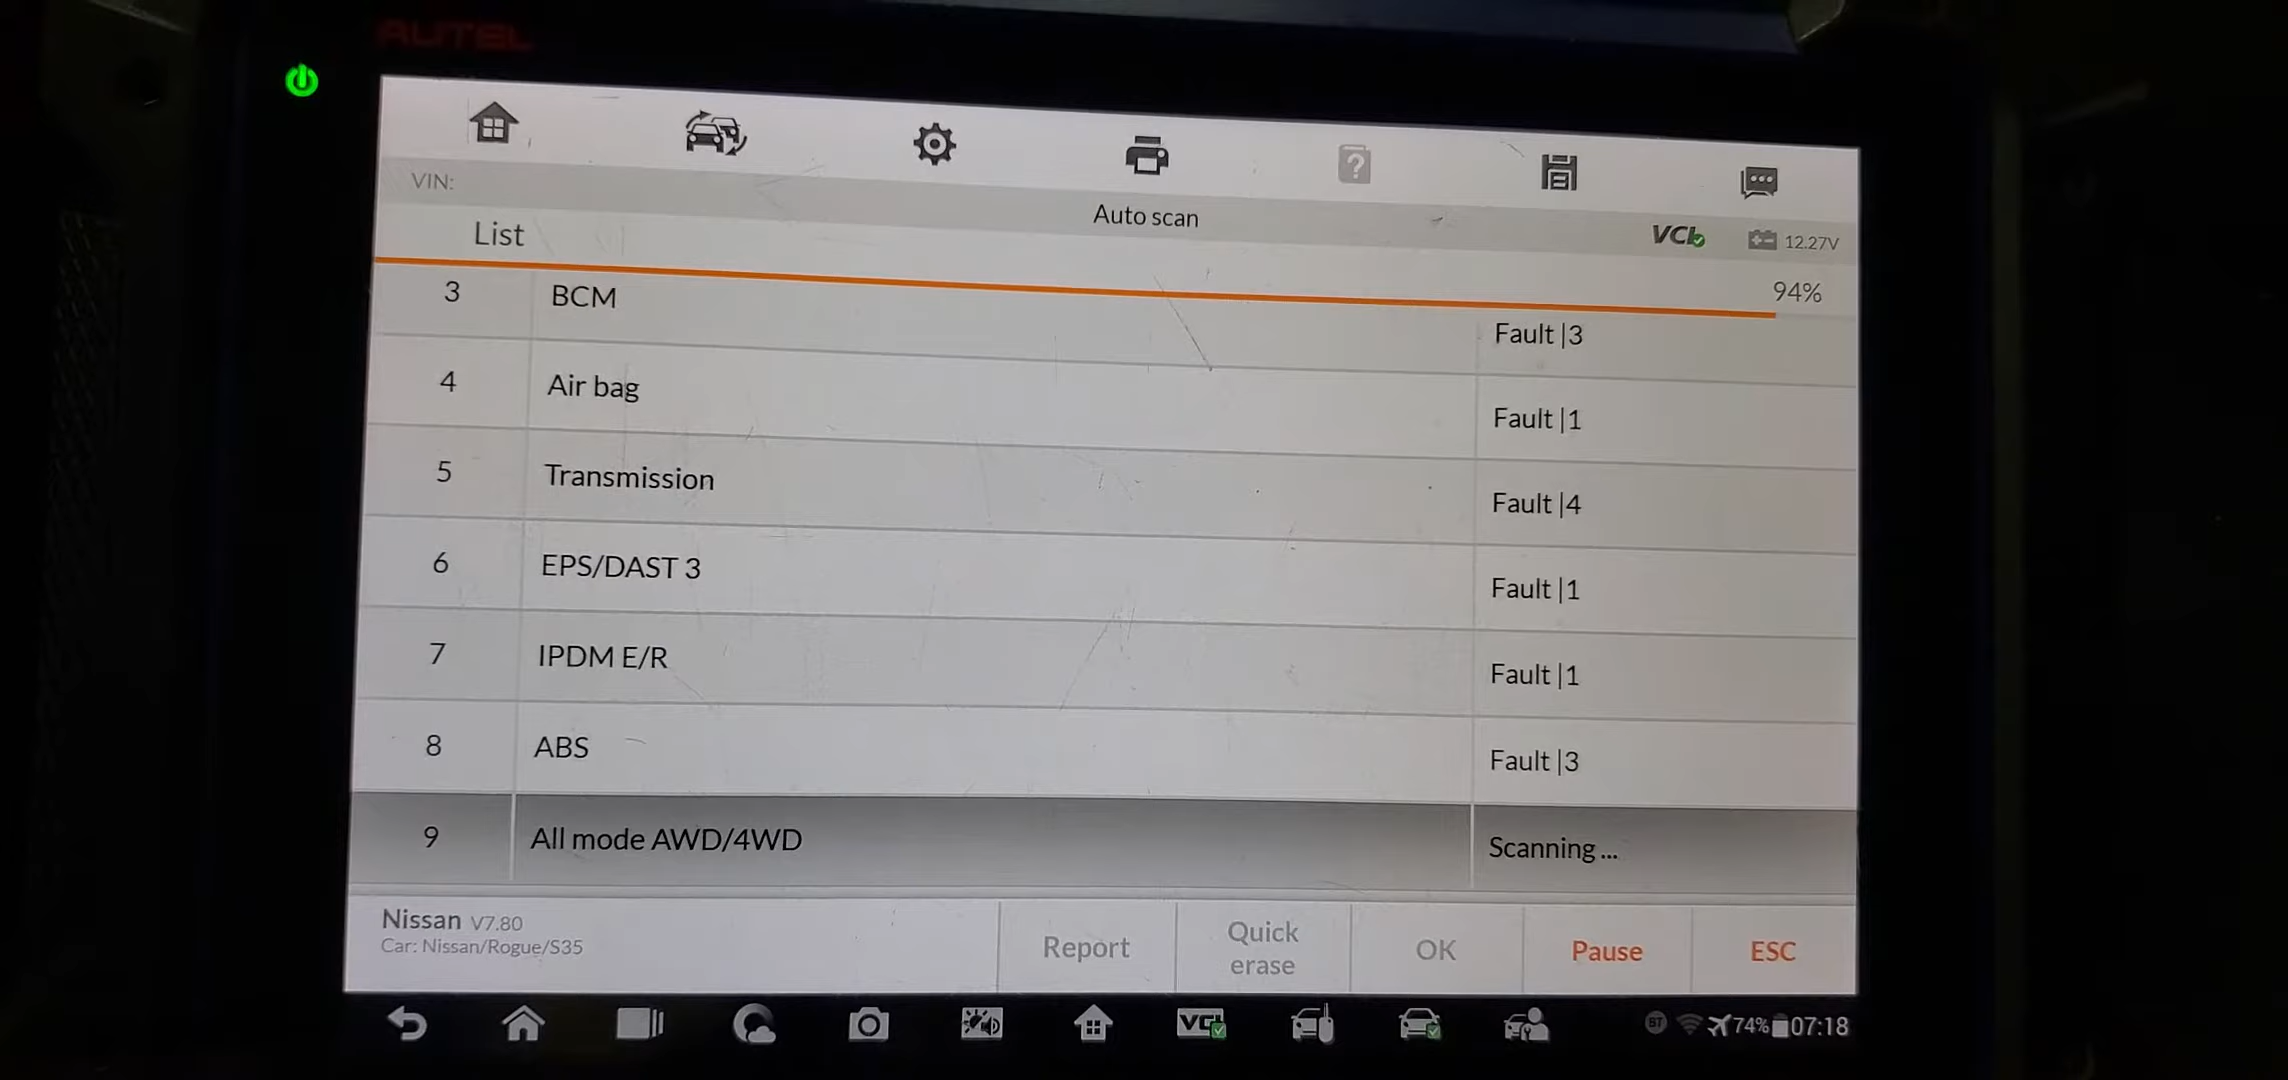 AUTEL
VIN:
Auto scan
VCI 12.27V
List
94%
3 BCM Fault |3
4 Air bag Fault |1
5 Transmission Fault |4
6 EPS/DAST 3 Fault |1
7 IPDM E/R Fault |1
8 ABS Fault |3
9 All mode AWD/4WD Scanning ...
Nissan V7.80
Car: Nissan/Rogue/S35
Report
Quick
erase
OK
Pause
ESC
VCI
BT 74% 07:18